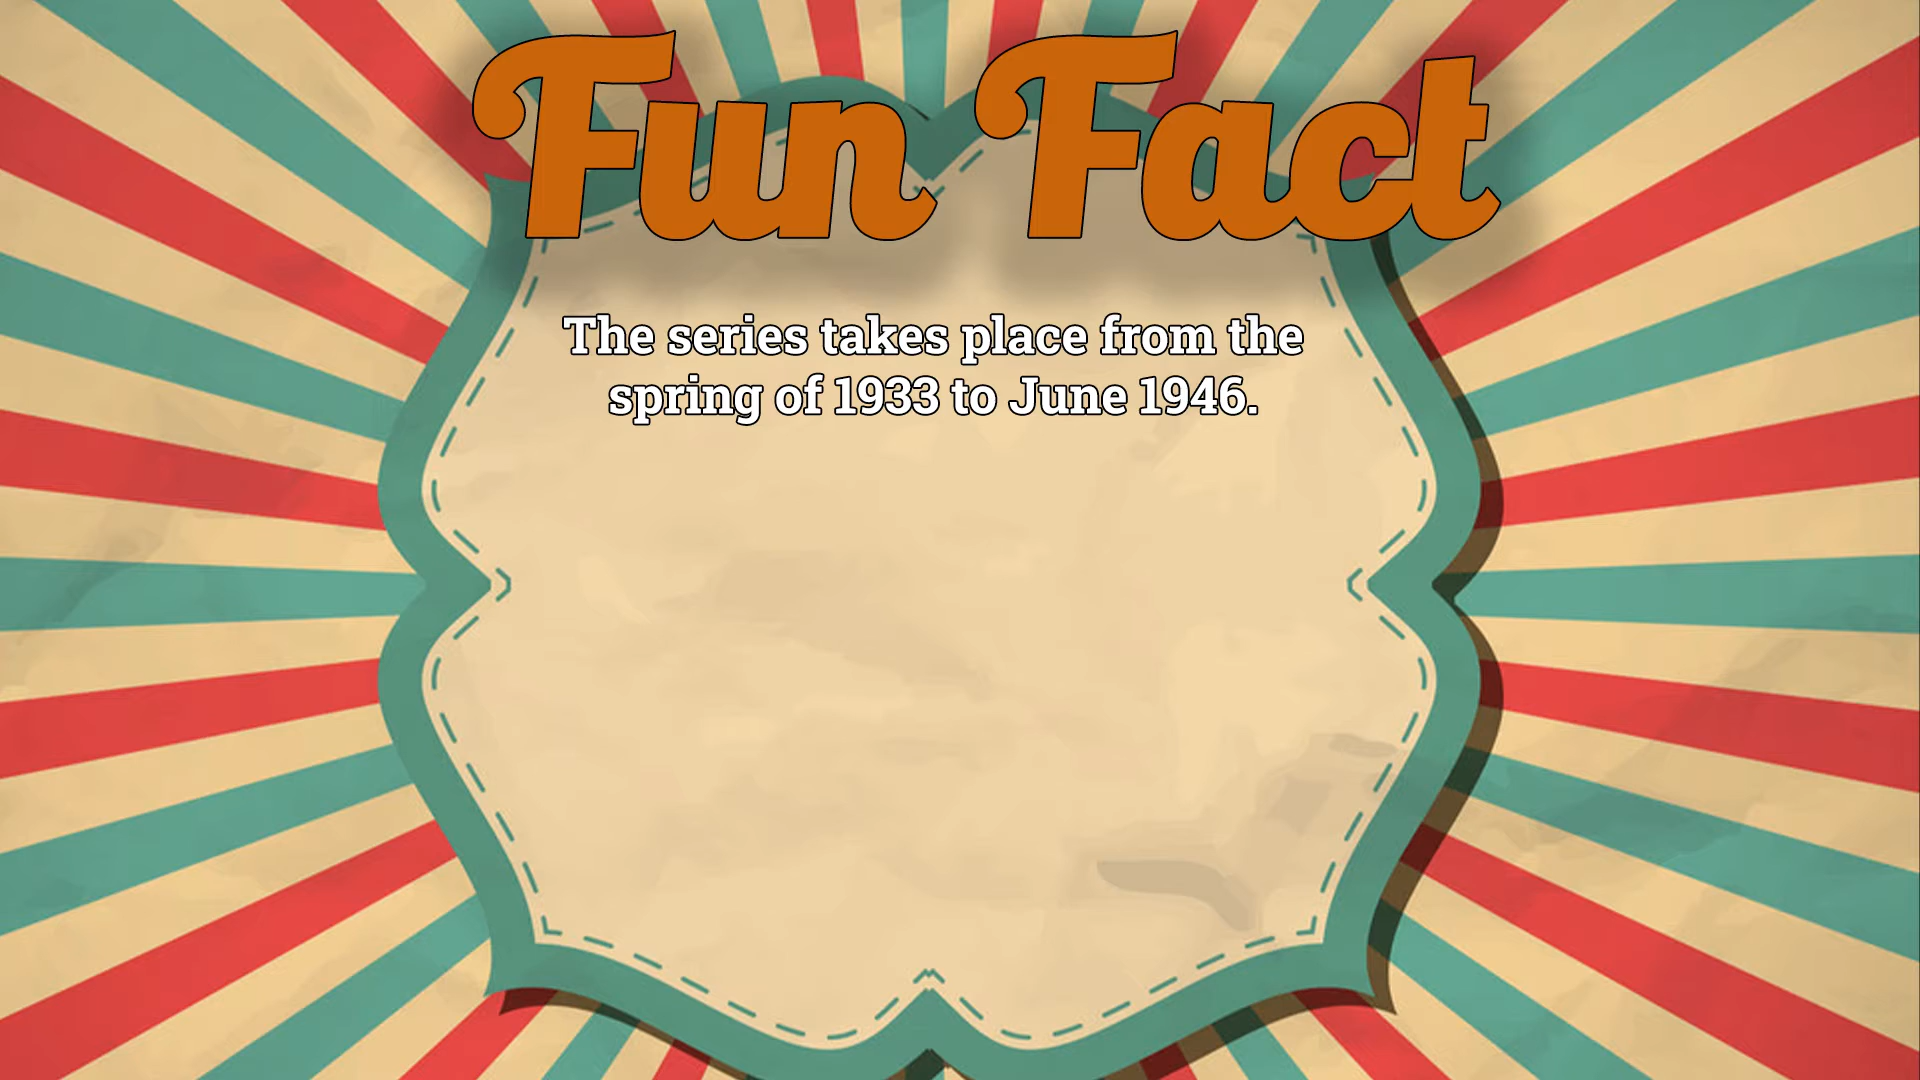 Fun Fact
The series takes place from the
spring of 1933 to June 1946.